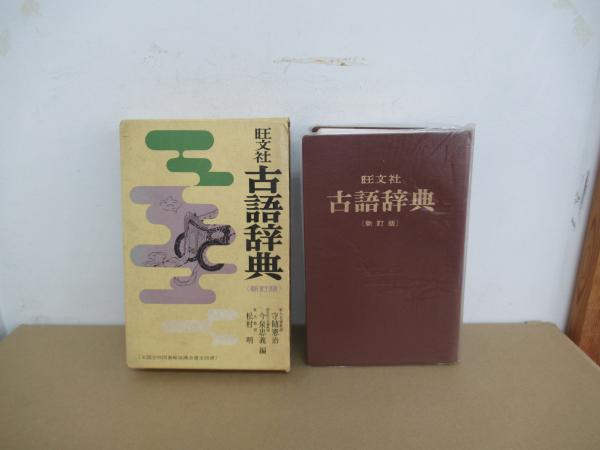 旺文社
古語辞典
〈新訂版〉
守随憲治
今泉忠義 編
松村 明
旺文社
古語辞典
〔新訂版〕